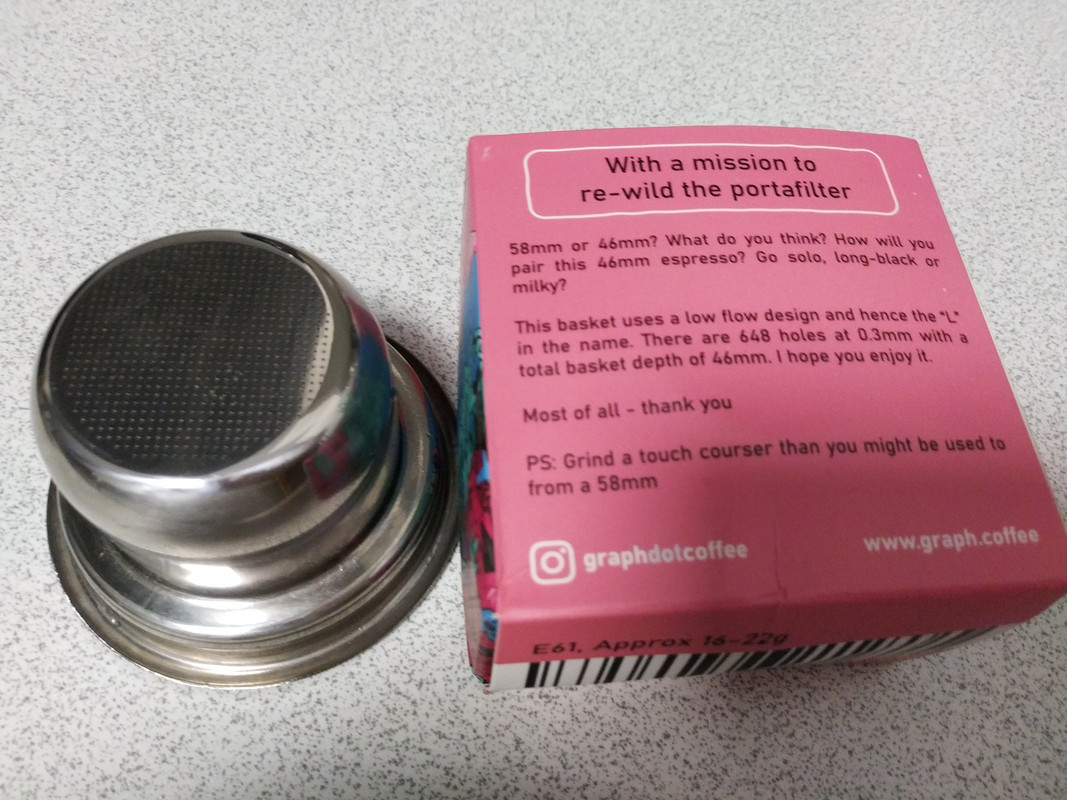 With a mission to
re-wild the portafilter
58mm or 46mm? What do you think? How will you
pair this 46mm espresso? Go solo, long-black or
milky?
This basket uses a low flow design and hence the "L"
in the name. There are 648 holes at 0.3mm with a
total basket depth of 46mm. I hope you enjoy it.
Most of all - thank you
PS: Grind a touch courser than you might be used to
from a 58mm
graphdotcoffee
www.graph.coffee
E61, Approx 16-22g